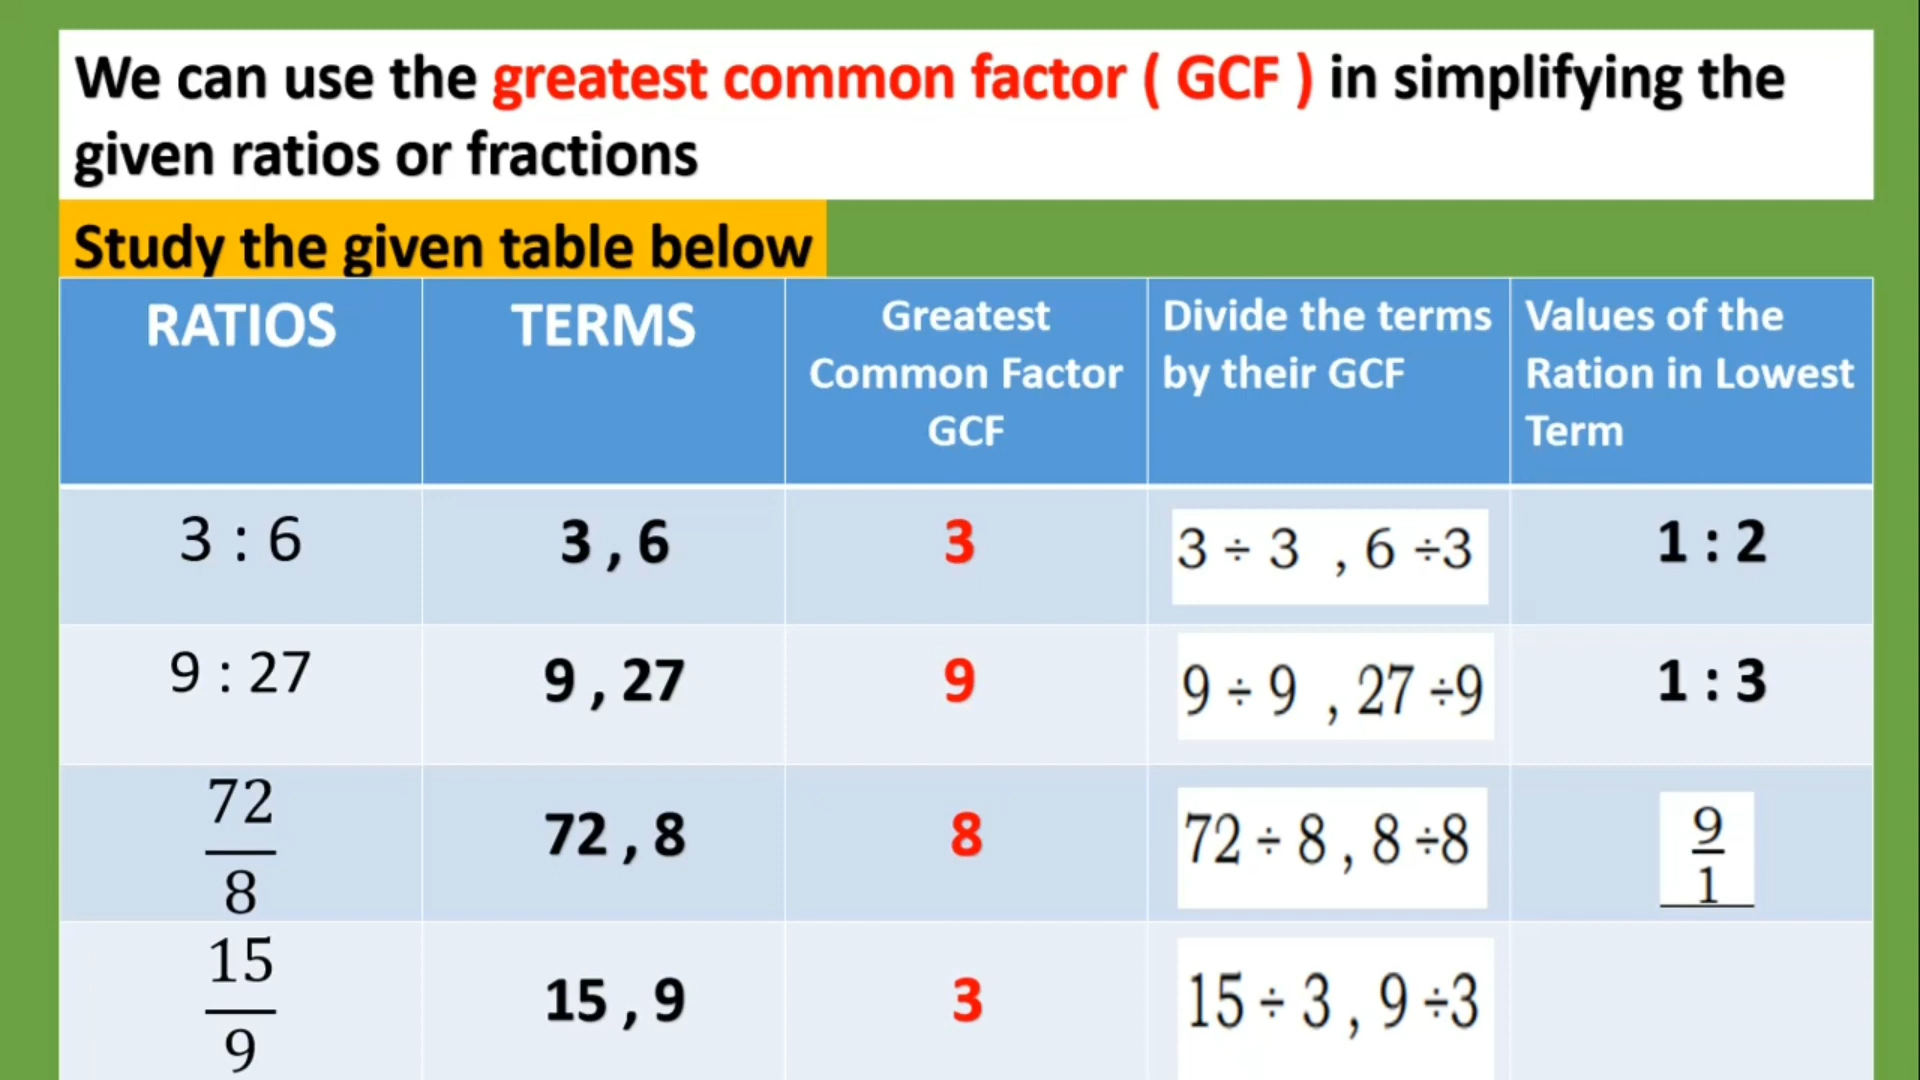 We can use the greatest common factor ( GCF ) in simplifying the
given ratios or fractions
Study the given table below
RATIOS
TERMS
Greatest
Common Factor
GCF
Divide the terms
by their GCF
Values of the
Ration in Lowest
Term
3 : 6
3 , 6
3
3 ÷ 3 , 6 ÷3
1 : 2
9 : 27
9 , 27
9
9 ÷ 9 , 27 ÷9
1 : 3
72
8
72 , 8
8
72 ÷ 8 , 8 ÷8
9
1
15
9
15 , 9
3
15 ÷ 3 , 9 ÷3